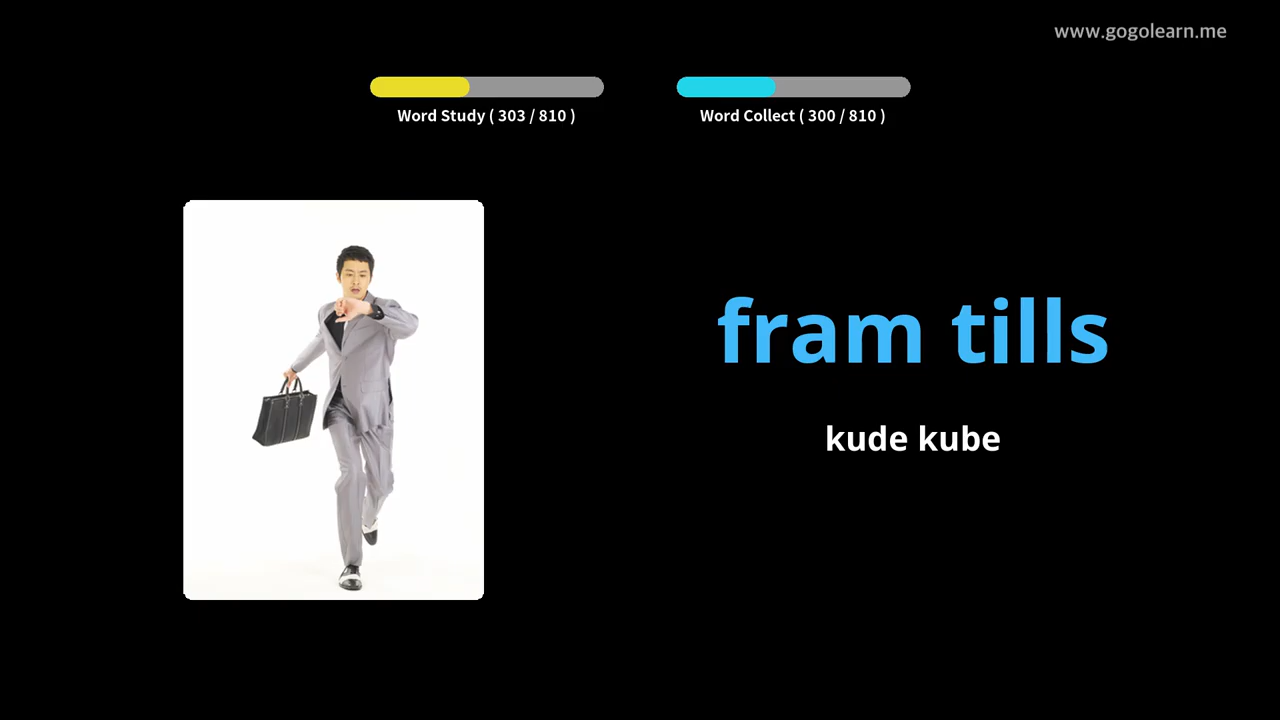 www.gogolearn.me
Word Study ( 303 / 810 )
Word Collect ( 300 / 810 )
fram tills
kude kube